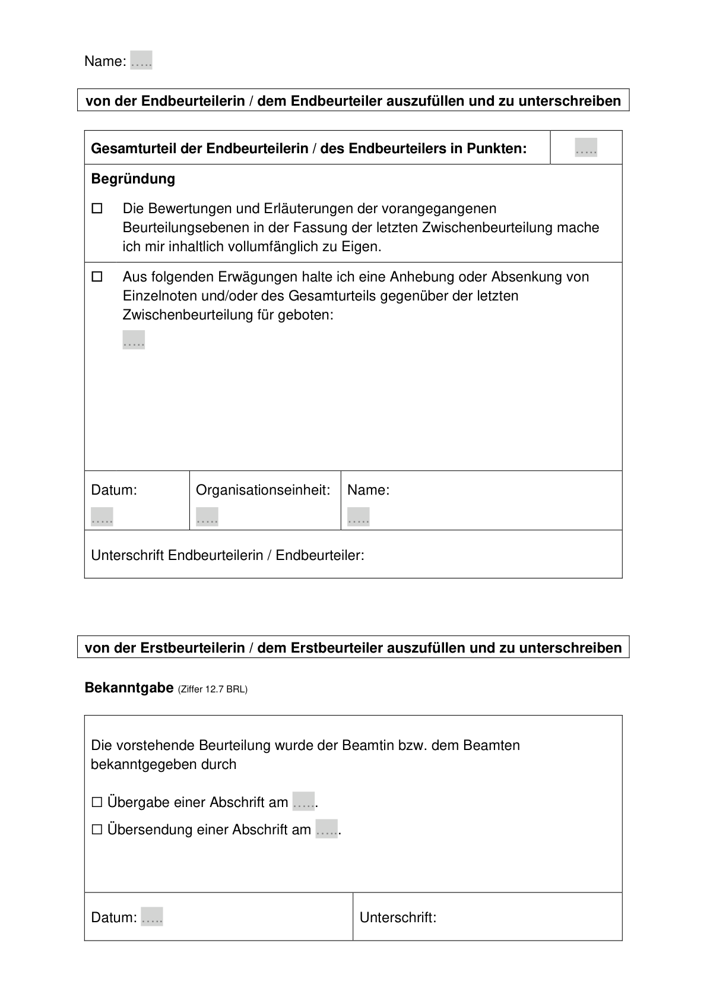 Name: .....
von der Endbeurteilerin / dem Endbeurteiler auszufüllen und zu unterschreiben
Gesamturteil der Endbeurteilerin / des Endbeurteilers in Punkten: .....
Begründung
☐ Die Bewertungen und Erläuterungen der vorangegangenen
Beurteilungsebenen in der Fassung der letzten Zwischenbeurteilung mache
ich mir inhaltlich vollumfänglich zu Eigen.
☐ Aus folgenden Erwägungen halte ich eine Anhebung oder Absenkung von
Einzelnoten und/oder des Gesamturteils gegenüber der letzten
Zwischenbeurteilung für geboten:
.....
Datum: Organisationseinheit: Name:
..... ..... .....
Unterschrift Endbeurteilerin / Endbeurteiler:
von der Erstbeurteilerin / dem Erstbeurteiler auszufüllen und zu unterschreiben
Bekanntgabe (Ziffer 12.7 BRL)
Die vorstehende Beurteilung wurde der Beamtin bzw. dem Beamten
bekanntgegeben durch
☐ Übergabe einer Abschrift am ......
☐ Übersendung einer Abschrift am ......
Datum: ..... Unterschrift: